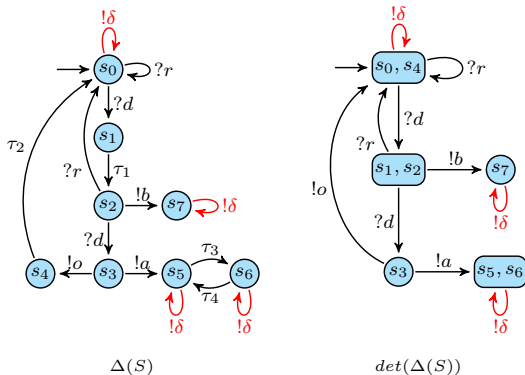 !δ !δ
s₀ ?r s₀, s₄ ?r
?d ?d
s₁
τ₂ τ₁ ?r !b
?r s₁, s₂ s₇
s₂ !b s₇ !δ !o !δ
?d ?d
τ₃
s₄ !o s₃ !a s₅ s₆ s₃ !a s₅, s₆
τ₄
!δ !δ !δ
Δ(S) det(Δ(S))